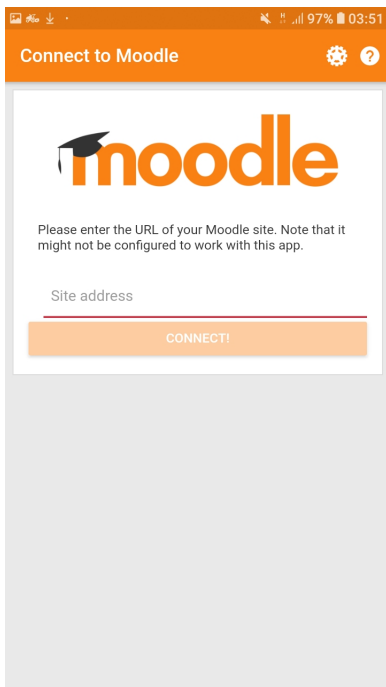 97% 03:51
Connect to Moodle
moodle
Please enter the URL of your Moodle site. Note that it
might not be configured to work with this app.
Site address
CONNECT!